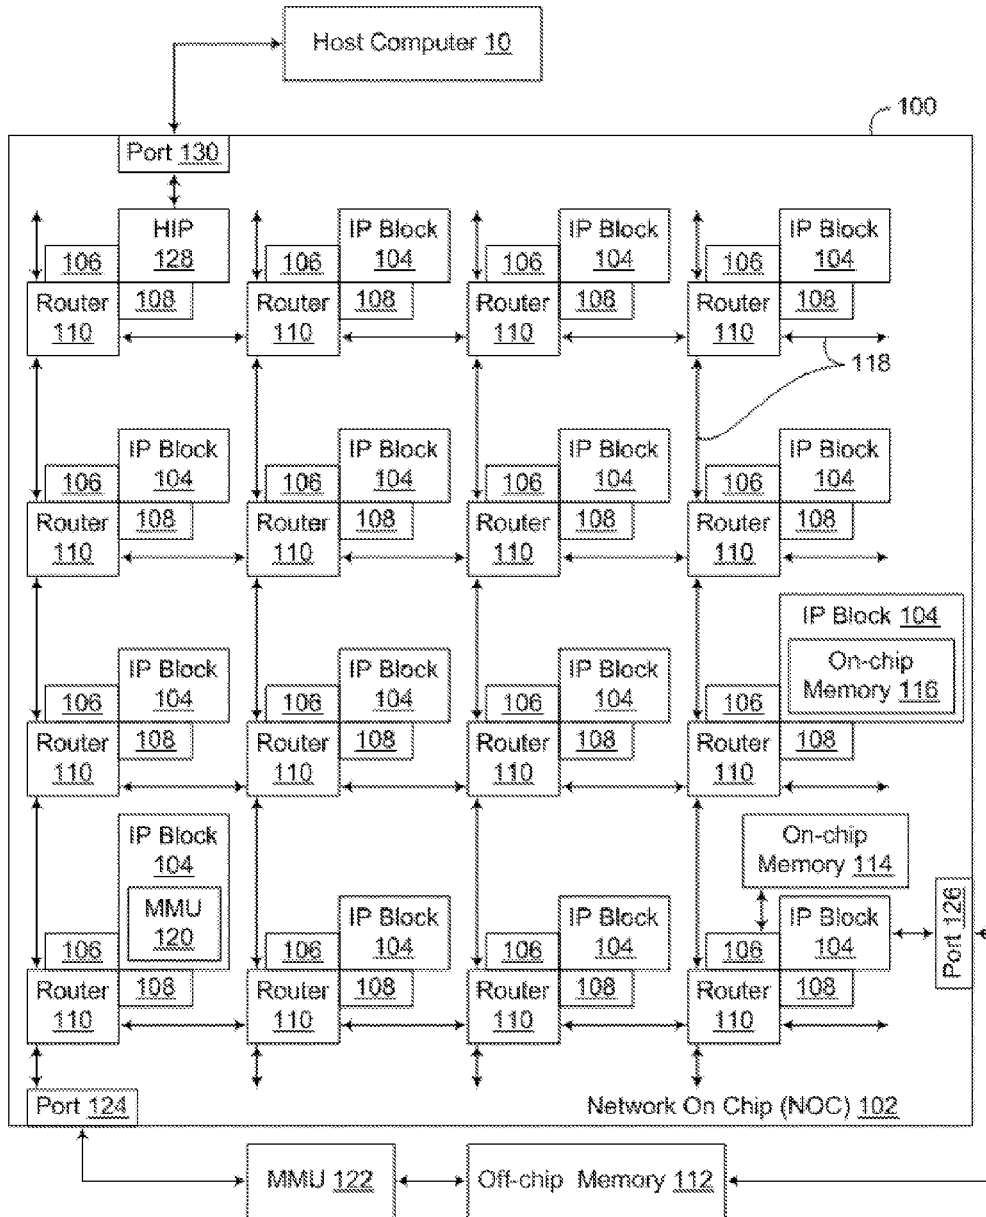 Host Computer 10
100
Port 130
HIP
128
106
108
Router
110
IP Block
104
106
108
Router
110
IP Block
104
106
108
Router
110
IP Block
104
106
108
Router
110
118
IP Block
104
106
108
Router
110
IP Block
104
106
108
Router
110
IP Block
104
106
108
Router
110
IP Block
104
106
108
Router
110
IP Block
104
106
108
Router
110
IP Block
104
106
108
Router
110
IP Block
104
106
108
Router
110
IP Block 104
On-chip
Memory 116
106
108
Router
110
IP Block
104
MMU
120
106
108
Router
110
IP Block
104
106
108
Router
110
IP Block
104
106
108
Router
110
On-chip
Memory 114
IP Block
104
106
108
Router
110
Port 126
Port 124
Network On Chip (NOC) 102
MMU 122
Off-chip Memory 112